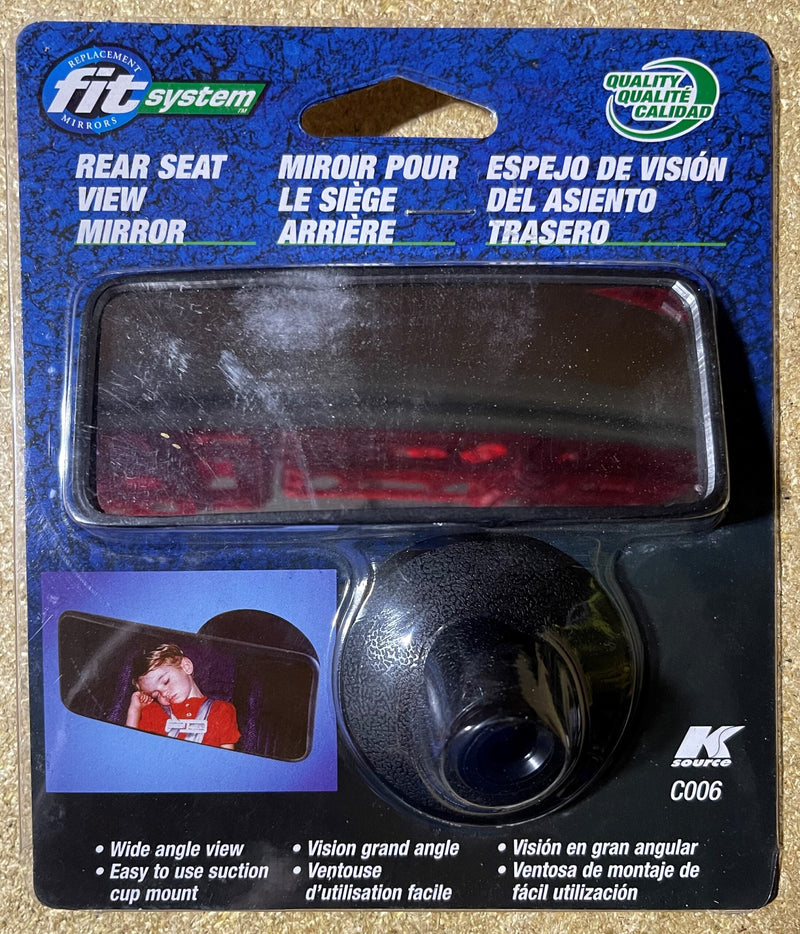 REPLACEMENT
fit system™
MIRRORS
QUALITY
QUALITÉ
CALIDAD
REAR SEAT
VIEW
MIRROR
MIROIR POUR
LE SIÈGE
ARRIÈRE
ESPEJO DE VISIÓN
DEL ASIENTO
TRASERO
K
source
C006
• Wide angle view
• Easy to use suction
cup mount
• Vision grand angle
• Ventouse
d'utilisation facile
• Visión en gran angular
• Ventosa de montaje de
fácil utilización